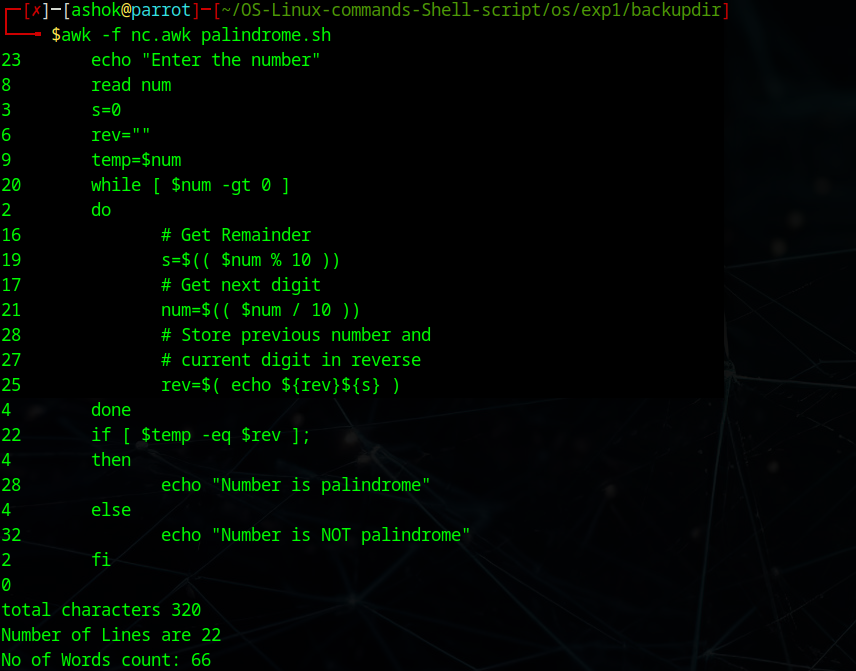 ┌─[✗]─[ashok@parrot]─[~/OS-Linux-commands-Shell-script/os/exp1/backupdir]
└──╼ $awk -f nc.awk palindrome.sh
23 echo "Enter the number"
8 read num
3 s=0
6 rev=""
9 temp=$num
20 while [ $num -gt 0 ]
2 do
16 # Get Remainder
19 s=$(( $num % 10 ))
17 # Get next digit
21 num=$(( $num / 10 ))
28 # Store previous number and
27 # current digit in reverse
25 rev=$( echo ${rev}${s} )
4 done
22 if [ $temp -eq $rev ];
4 then
28 echo "Number is palindrome"
4 else
32 echo "Number is NOT palindrome"
2 fi
0
total characters 320
Number of Lines are 22
No of Words count: 66